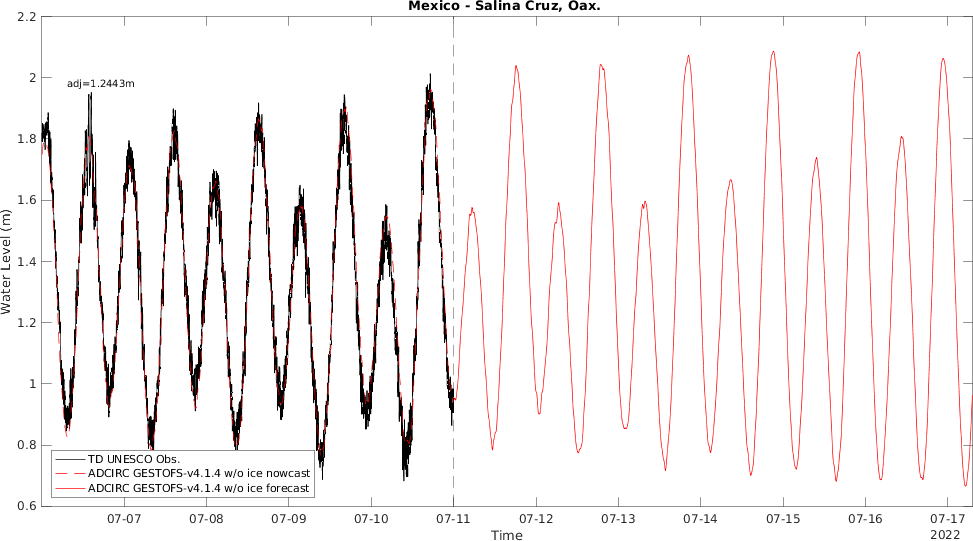 Mexico - Salina Cruz, Oax.
2.2
2
1.8
1.6
1.4
1.2
1
0.8
0.6
Water Level (m)
adj=1.2443m
TD UNESCO Obs.
ADCIRC GESTOFS-v4.1.4 w/o ice nowcast
ADCIRC GESTOFS-v4.1.4 w/o ice forecast
07-07 07-08 07-09 07-10 07-11 07-12 07-13 07-14 07-15 07-16 07-17
Time
2022